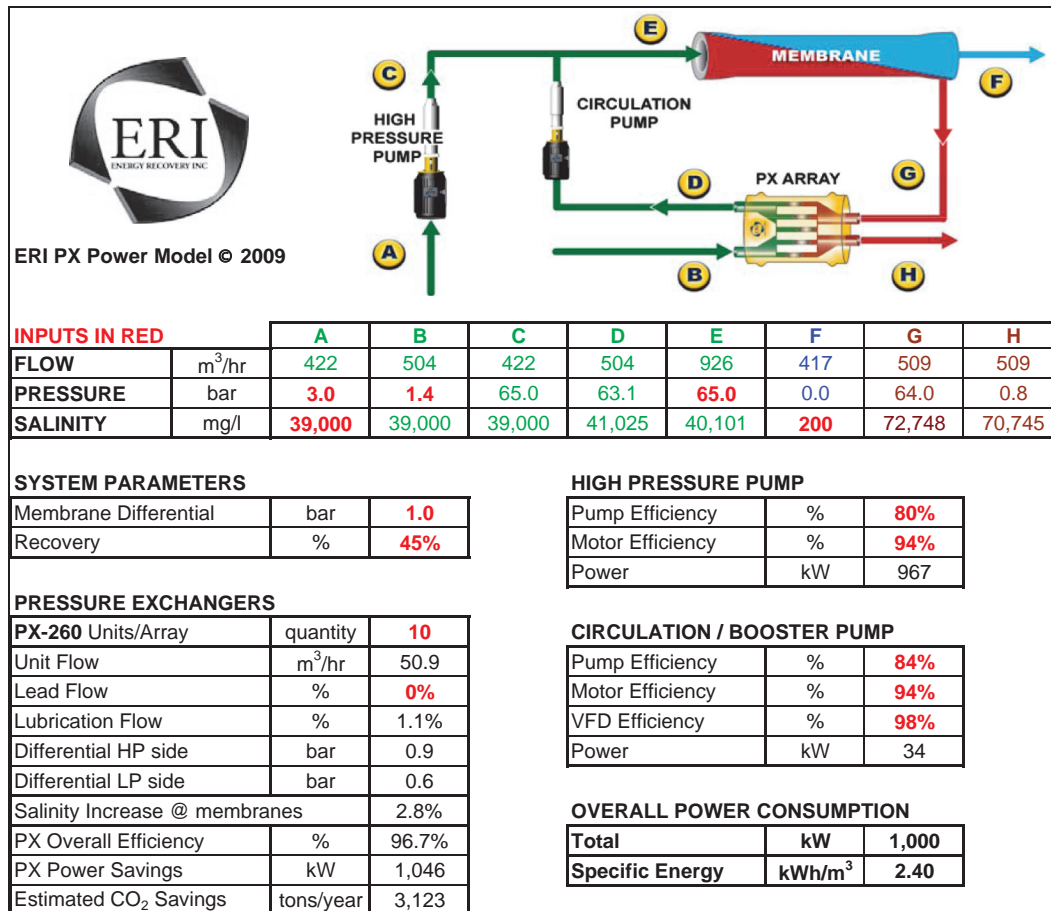 E
MEMBRANE
F
C
HIGH
PRESSURE
PUMP
CIRCULATION
PUMP
ERI
ENERGY RECOVERY INC
D
PX ARRAY
G
ERI PX Power Model © 2009
A
B
H
INPUTS IN RED A B C D E F G H
FLOW m³/hr 422 504 422 504 926 417 509 509
PRESSURE bar 3.0 1.4 65.0 63.1 65.0 0.0 64.0 0.8
SALINITY mg/l 39,000 39,000 39,000 41,025 40,101 200 72,748 70,745
SYSTEM PARAMETERS
Membrane Differential bar 1.0
Recovery % 45%
PRESSURE EXCHANGERS
PX-260 Units/Array quantity 10
Unit Flow m³/hr 50.9
Lead Flow % 0%
Lubrication Flow % 1.1%
Differential HP side bar 0.9
Differential LP side bar 0.6
Salinity Increase @ membranes 2.8%
PX Overall Efficiency % 96.7%
PX Power Savings kW 1,046
Estimated CO₂ Savings tons/year 3,123
HIGH PRESSURE PUMP
Pump Efficiency % 80%
Motor Efficiency % 94%
Power kW 967
CIRCULATION / BOOSTER PUMP
Pump Efficiency % 84%
Motor Efficiency % 94%
VFD Efficiency % 98%
Power kW 34
OVERALL POWER CONSUMPTION
Total kW 1,000
Specific Energy kWh/m³ 2.40